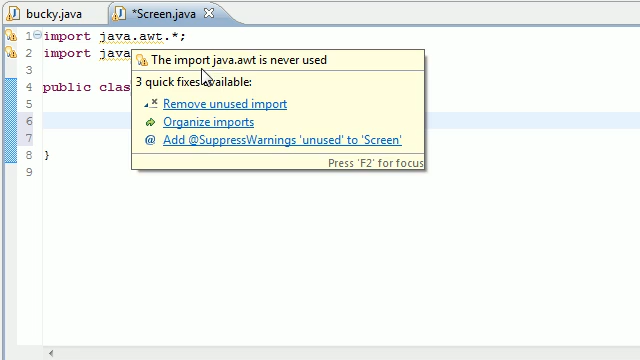 bucky.java *Screen.java
1 import java.awt.*;
2 import java
The import java.awt is never used
3
3 quick fixes available:
4 public clas
Remove unused import
5
6
Organize imports
7
@ Add @SuppressWarnings 'unused' to 'Screen'
8 }
Press 'F2' for focus
9